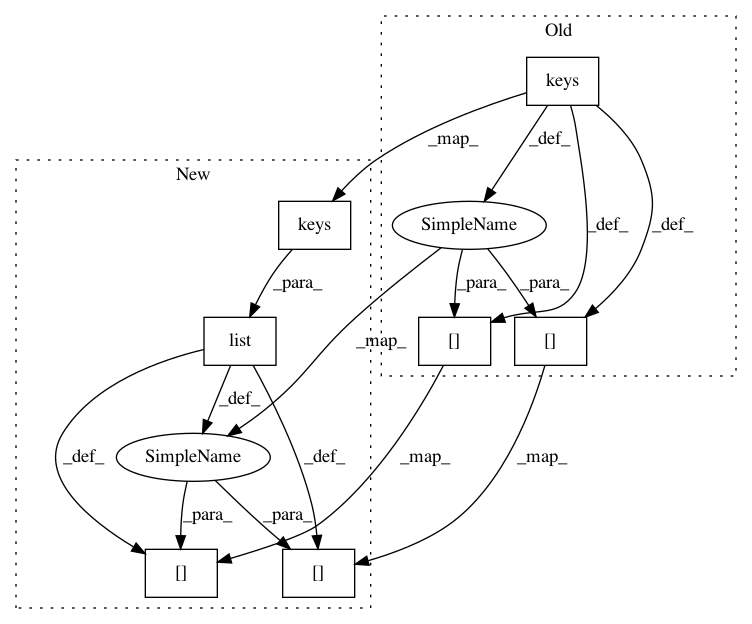 Old
keys
_map_
_def_
New
keys
SimpleName
_def_
_def_
_para_
_para_
_para_
list
_map_
[]
[]
_def_
SimpleName
_def_
_def_
_map_
_map_
_para_
_para_
[]
[]